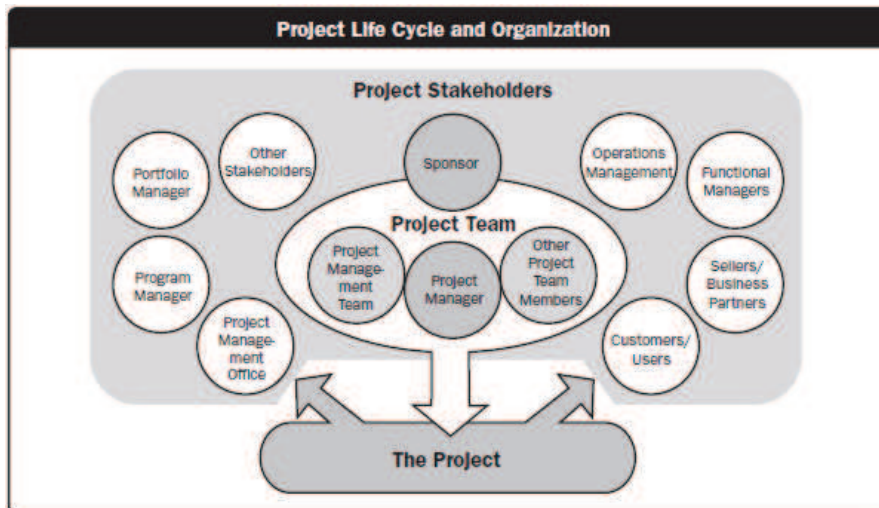 Project Life Cycle and Organization
Project Stakeholders
Portfolio
Manager
Other
Stakeholders
Sponsor
Operations
Management
Functional
Managers
Project Team
Project
Manage-
ment
Team
Project
Manager
Other
Project
Team
Members
Program
Manager
Sellers/
Business
Partners
Project
Manage-
ment
Office
Customers/
Users
The Project